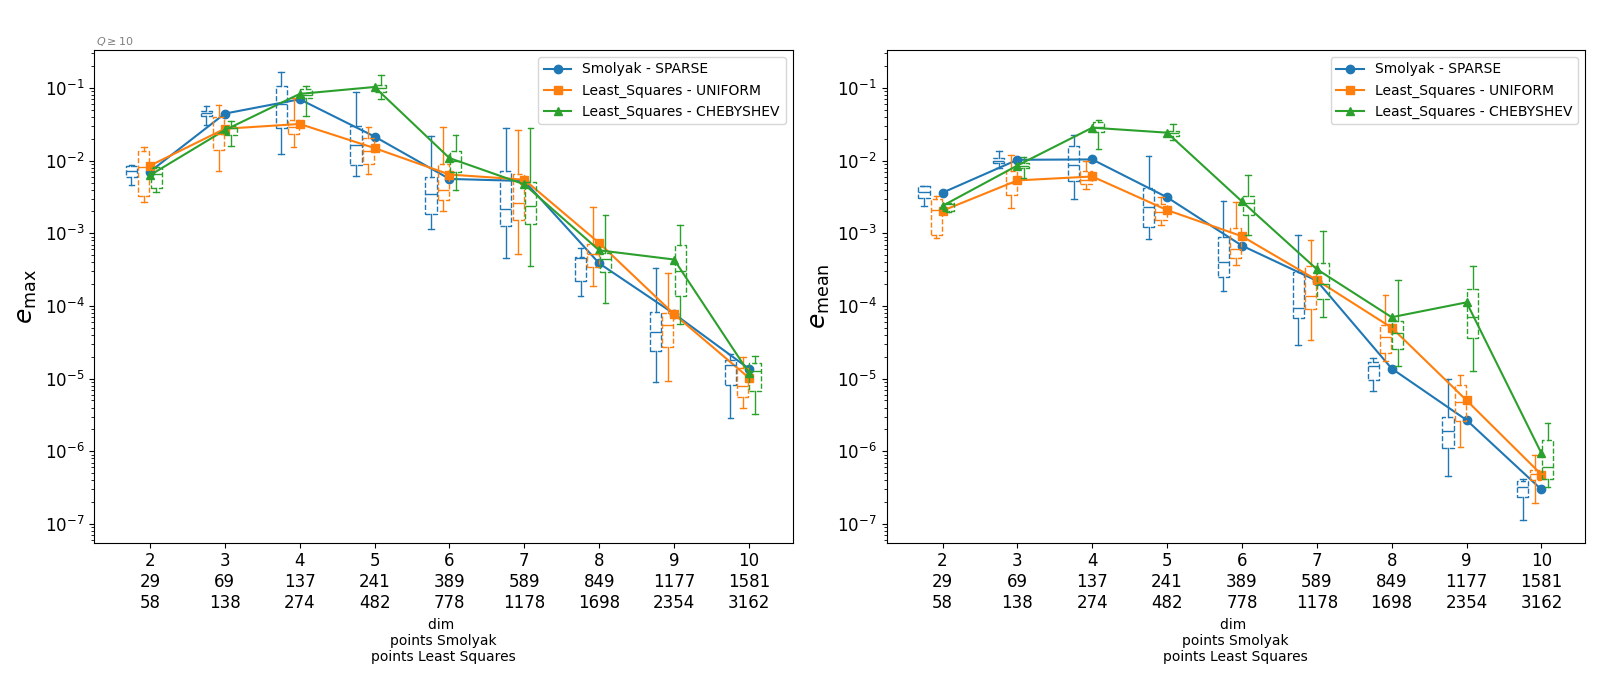 Q ≥ 10
Smolyak - SPARSE
Least_Squares - UNIFORM
Least_Squares - CHEBYSHEV
10⁻¹
10⁻²
10⁻³
10⁻⁴
10⁻⁵
10⁻⁶
10⁻⁷
e_max
2 3 4 5 6 7 8 9 10
29 69 137 241 389 589 849 1177 1581
58 138 274 482 778 1178 1698 2354 3162
dim
points Smolyak
points Least Squares
Smolyak - SPARSE
Least_Squares - UNIFORM
Least_Squares - CHEBYSHEV
10⁻¹
10⁻²
10⁻³
10⁻⁴
10⁻⁵
10⁻⁶
10⁻⁷
e_mean
2 3 4 5 6 7 8 9 10
29 69 137 241 389 589 849 1177 1581
58 138 274 482 778 1178 1698 2354 3162
dim
points Smolyak
points Least Squares